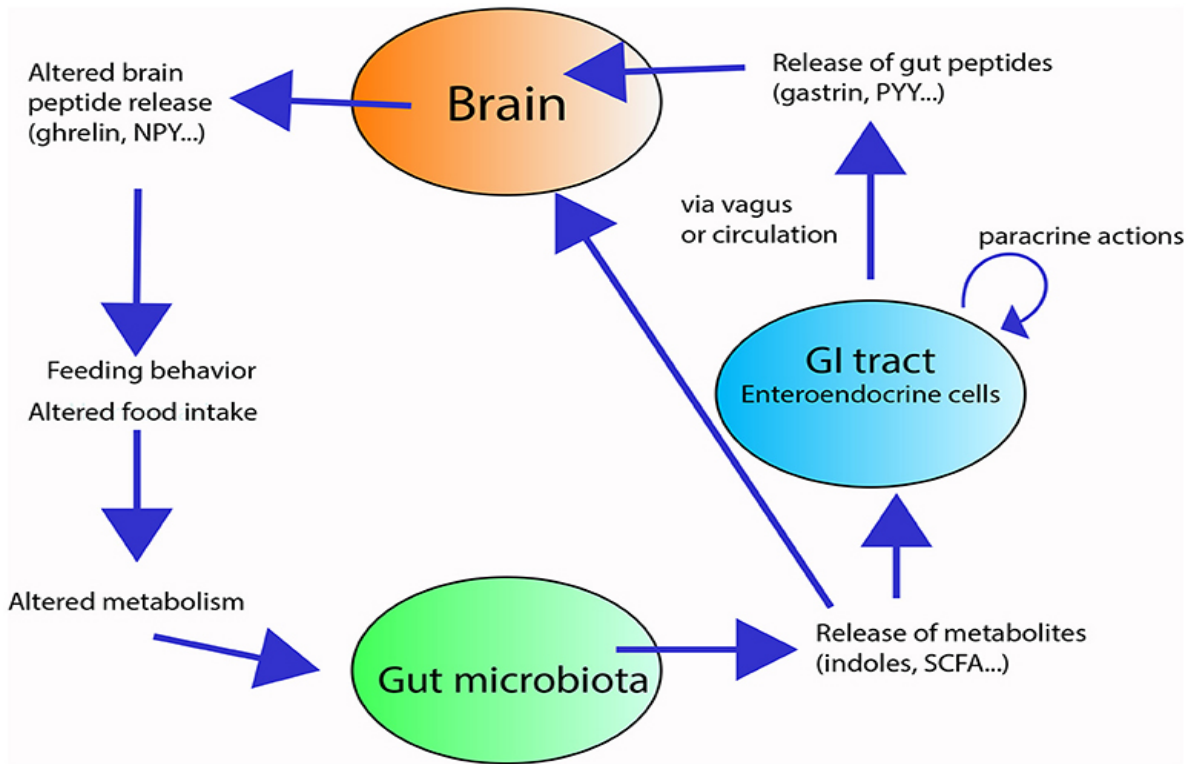 Altered brain
peptide release
(ghrelin, NPY...)
Brain
Release of gut peptides
(gastrin, PYY...)
via vagus
or circulation
paracrine actions
GI tract
Enteroendocrine cells
Feeding behavior
Altered food intake
Altered metabolism
Gut microbiota
Release of metabolites
(indoles, SCFA...)